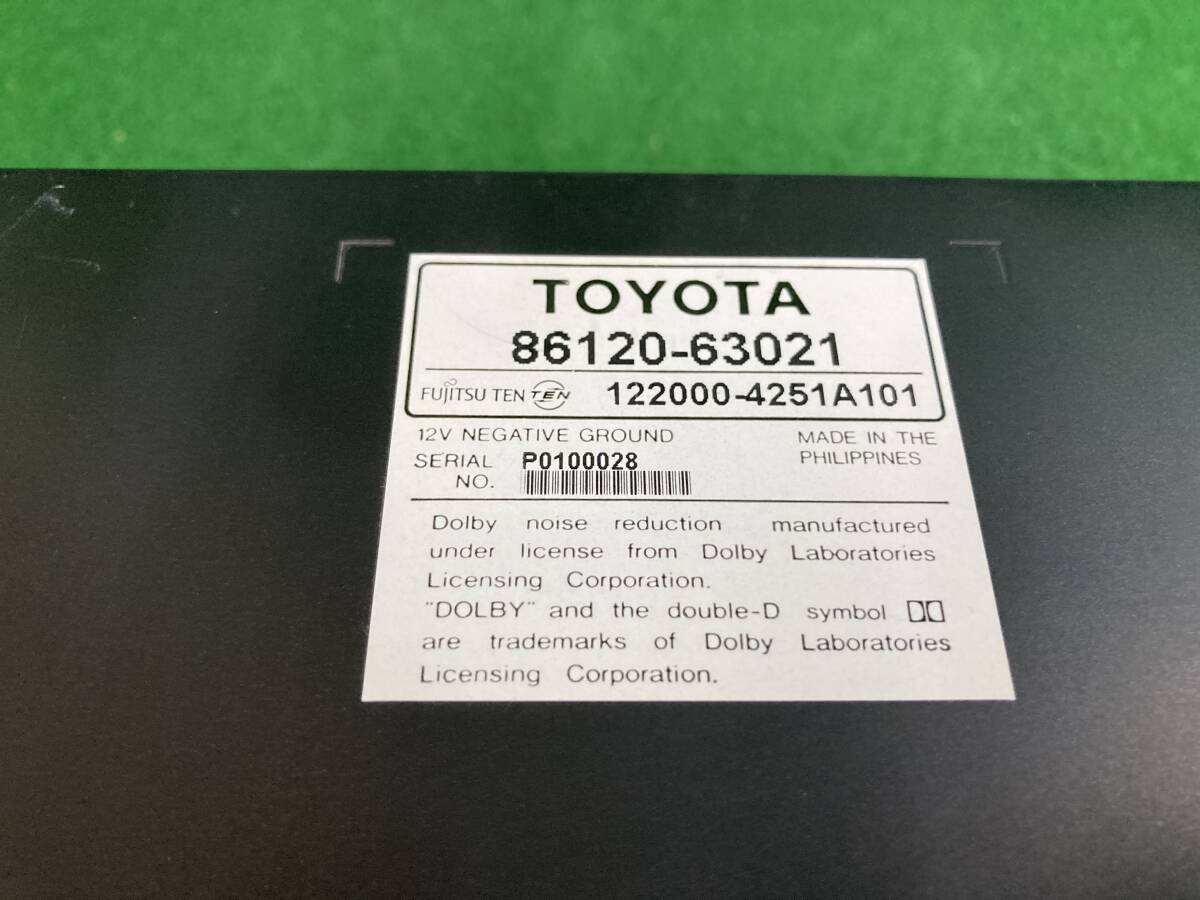 TOYOTA
86120-63021
FUJITSU TEN TEN 122000-4251A101
12V NEGATIVE GROUND MADE IN THE
SERIAL P0100028 PHILIPPINES
NO.
Dolby noise reduction manufactured
under license from Dolby Laboratories
Licensing Corporation.
"DOLBY" and the double-D symbol
are trademarks of Dolby Laboratories
Licensing Corporation.